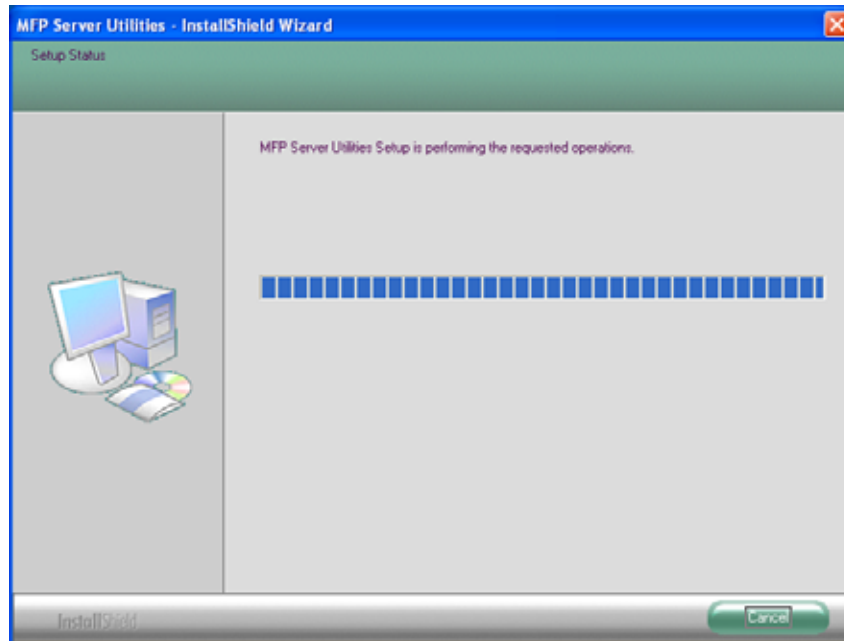 MFP Server Utilities - InstallShield Wizard
Setup Status
MFP Server Utilities Setup is performing the requested operations.
InstallShield
Cancel